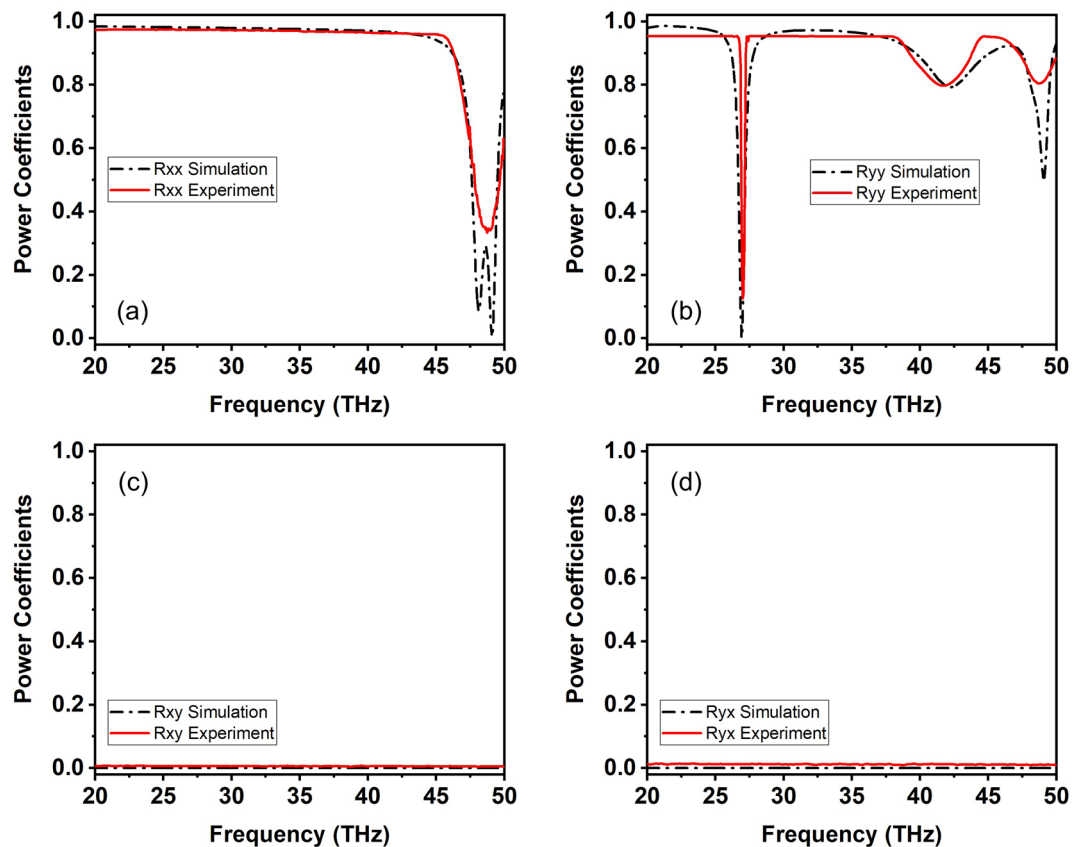 1.0
0.8
0.6
0.4
0.2
0.0
Power Coefficients
Rxx Simulation
Rxx Experiment
(a)
20 25 30 35 40 45 50
Frequency (THz)
1.0
0.8
0.6
0.4
0.2
0.0
Power Coefficients
Ryy Simulation
Ryy Experiment
(b)
20 25 30 35 40 45 50
Frequency (THz)
1.0
0.8
0.6
0.4
0.2
0.0
Power Coefficients
(c)
Rxy Simulation
Rxy Experiment
20 25 30 35 40 45 50
Frequency (THz)
1.0
0.8
0.6
0.4
0.2
0.0
Power Coefficients
(d)
Ryx Simulation
Ryx Experiment
20 25 30 35 40 45 50
Frequency (THz)